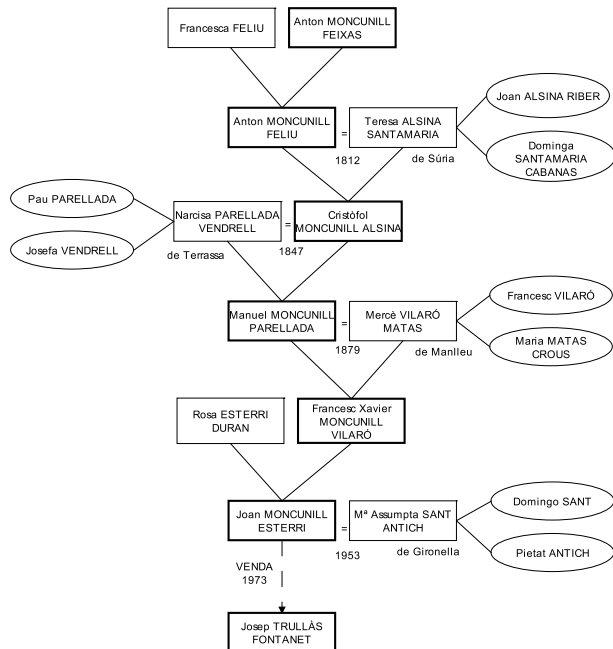 Francesca FELIU
Anton MONCUNILL
FEIXAS
Joan ALSINA RIBER
Anton MONCUNILL
FELIU
=
1812
Teresa ALSINA
SANTAMARIA
de Súria
Dominga
SANTAMARIA
CABANAS
Pau PARELLADA
Narcisa PARELLADA
VENDRELL
de Terrassa
=
1847
Cristòfol
MONCUNILL ALSINA
Josefa VENDRELL
Francesc VILARÓ
Manuel MONCUNILL
PARELLADA
=
1879
Mercè VILARÓ
MATAS
de Manlleu
Maria MATAS
CROUS
Rosa ESTERRI
DURAN
Francesc Xavier
MONCUNILL
VILARÓ
Domingo SANT
Joan MONCUNILL
ESTERRI
=
1953
Mª Assumpta SANT
ANTICH
de Gironella
Pietat ANTICH
VENDA
1973
Josep TRULLÀS
FONTANET